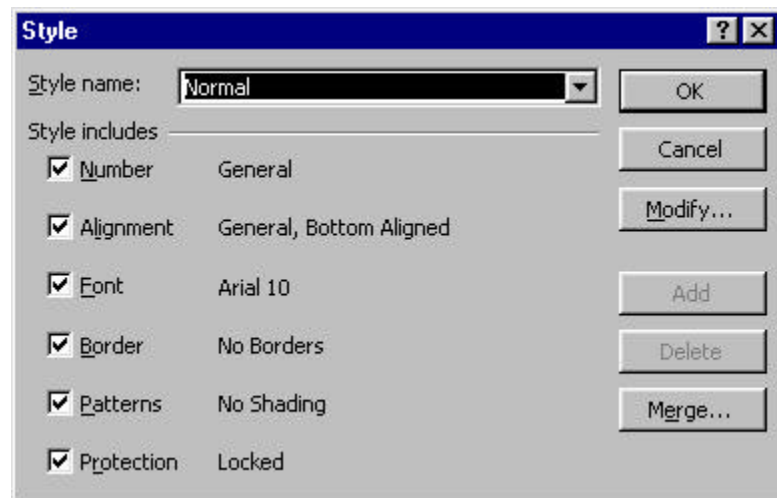 Style
Style name: Normal
OK
Style includes
Cancel
Number General
Modify...
Alignment General, Bottom Aligned
Font Arial 10
Add
Border No Borders
Delete
Patterns No Shading
Merge...
Protection Locked